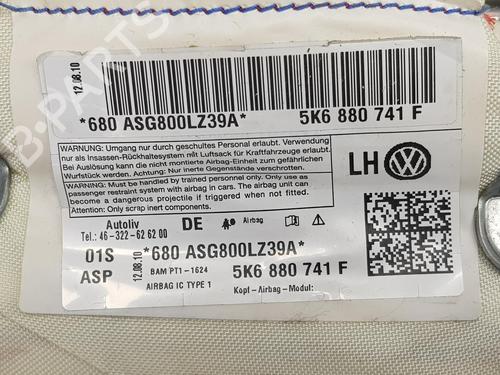 12.08.10
*680 ASG800LZ39A* 5K6 880 741 F
WARNUNG: Umgang nur durch geschultes Personal erlaubt. Verwendung
nur als Insassen-Rückhaltesystem mit Luftsack für Kraftfahrzeuge erlaubt.
Bei Auslösung kann die nicht montierte Airbag-Einheit zum gefährlichen
Wurfstück werden. Achtung: Nur inerte Gegenstände verschrotten.
WARNING: Must be handled by trained personnel only. Only for use as
passenger restraint system with airbag in cars. The airbag unit can
become a dangerous projectile if triggered when not fitted.
Attention: Only scrap inert components.
LH
Autoliv DE Airbag
Tel.: 46-322-62 62 00
01S 12.08.10 *680 ASG800LZ39A*
ASP BAM/PT1-1624 5K6 880 741 F
AIRBAG IC TYPE 1 Kopf-Airbag-Modul:
B-PARTS